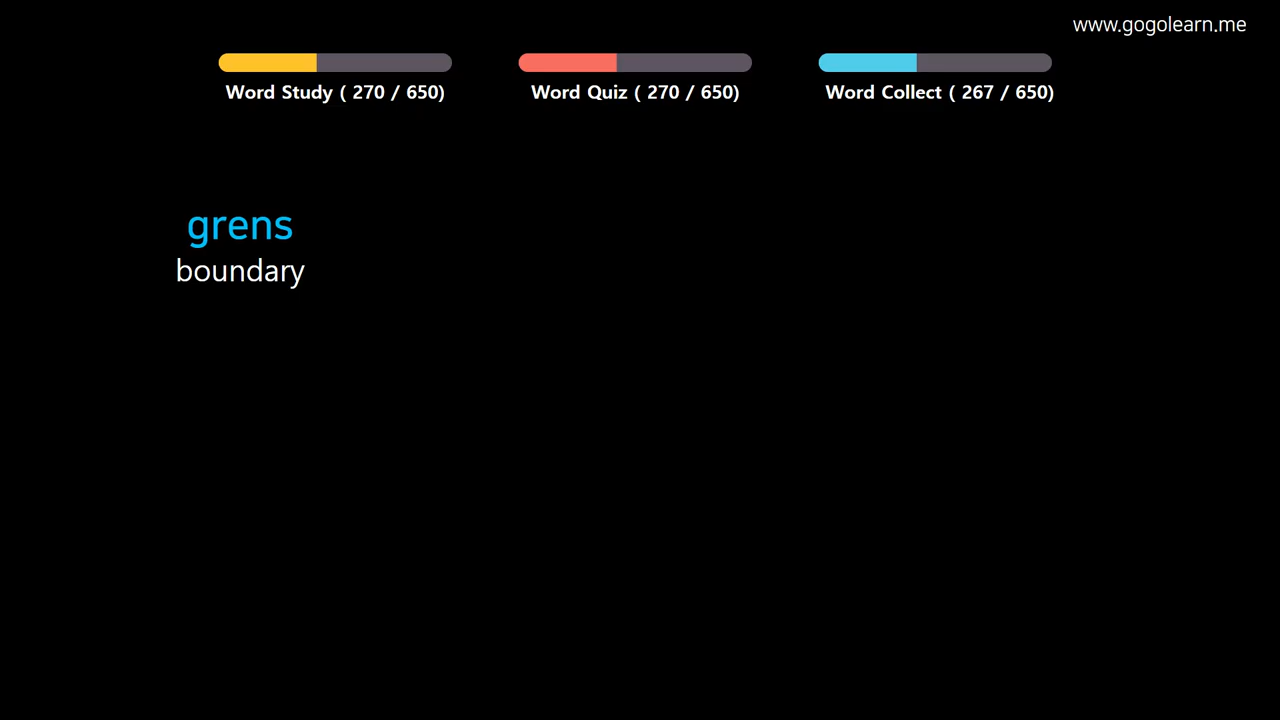 www.gogolearn.me
Word Study ( 270 / 650)
Word Quiz ( 270 / 650)
Word Collect ( 267 / 650)
grens
boundary